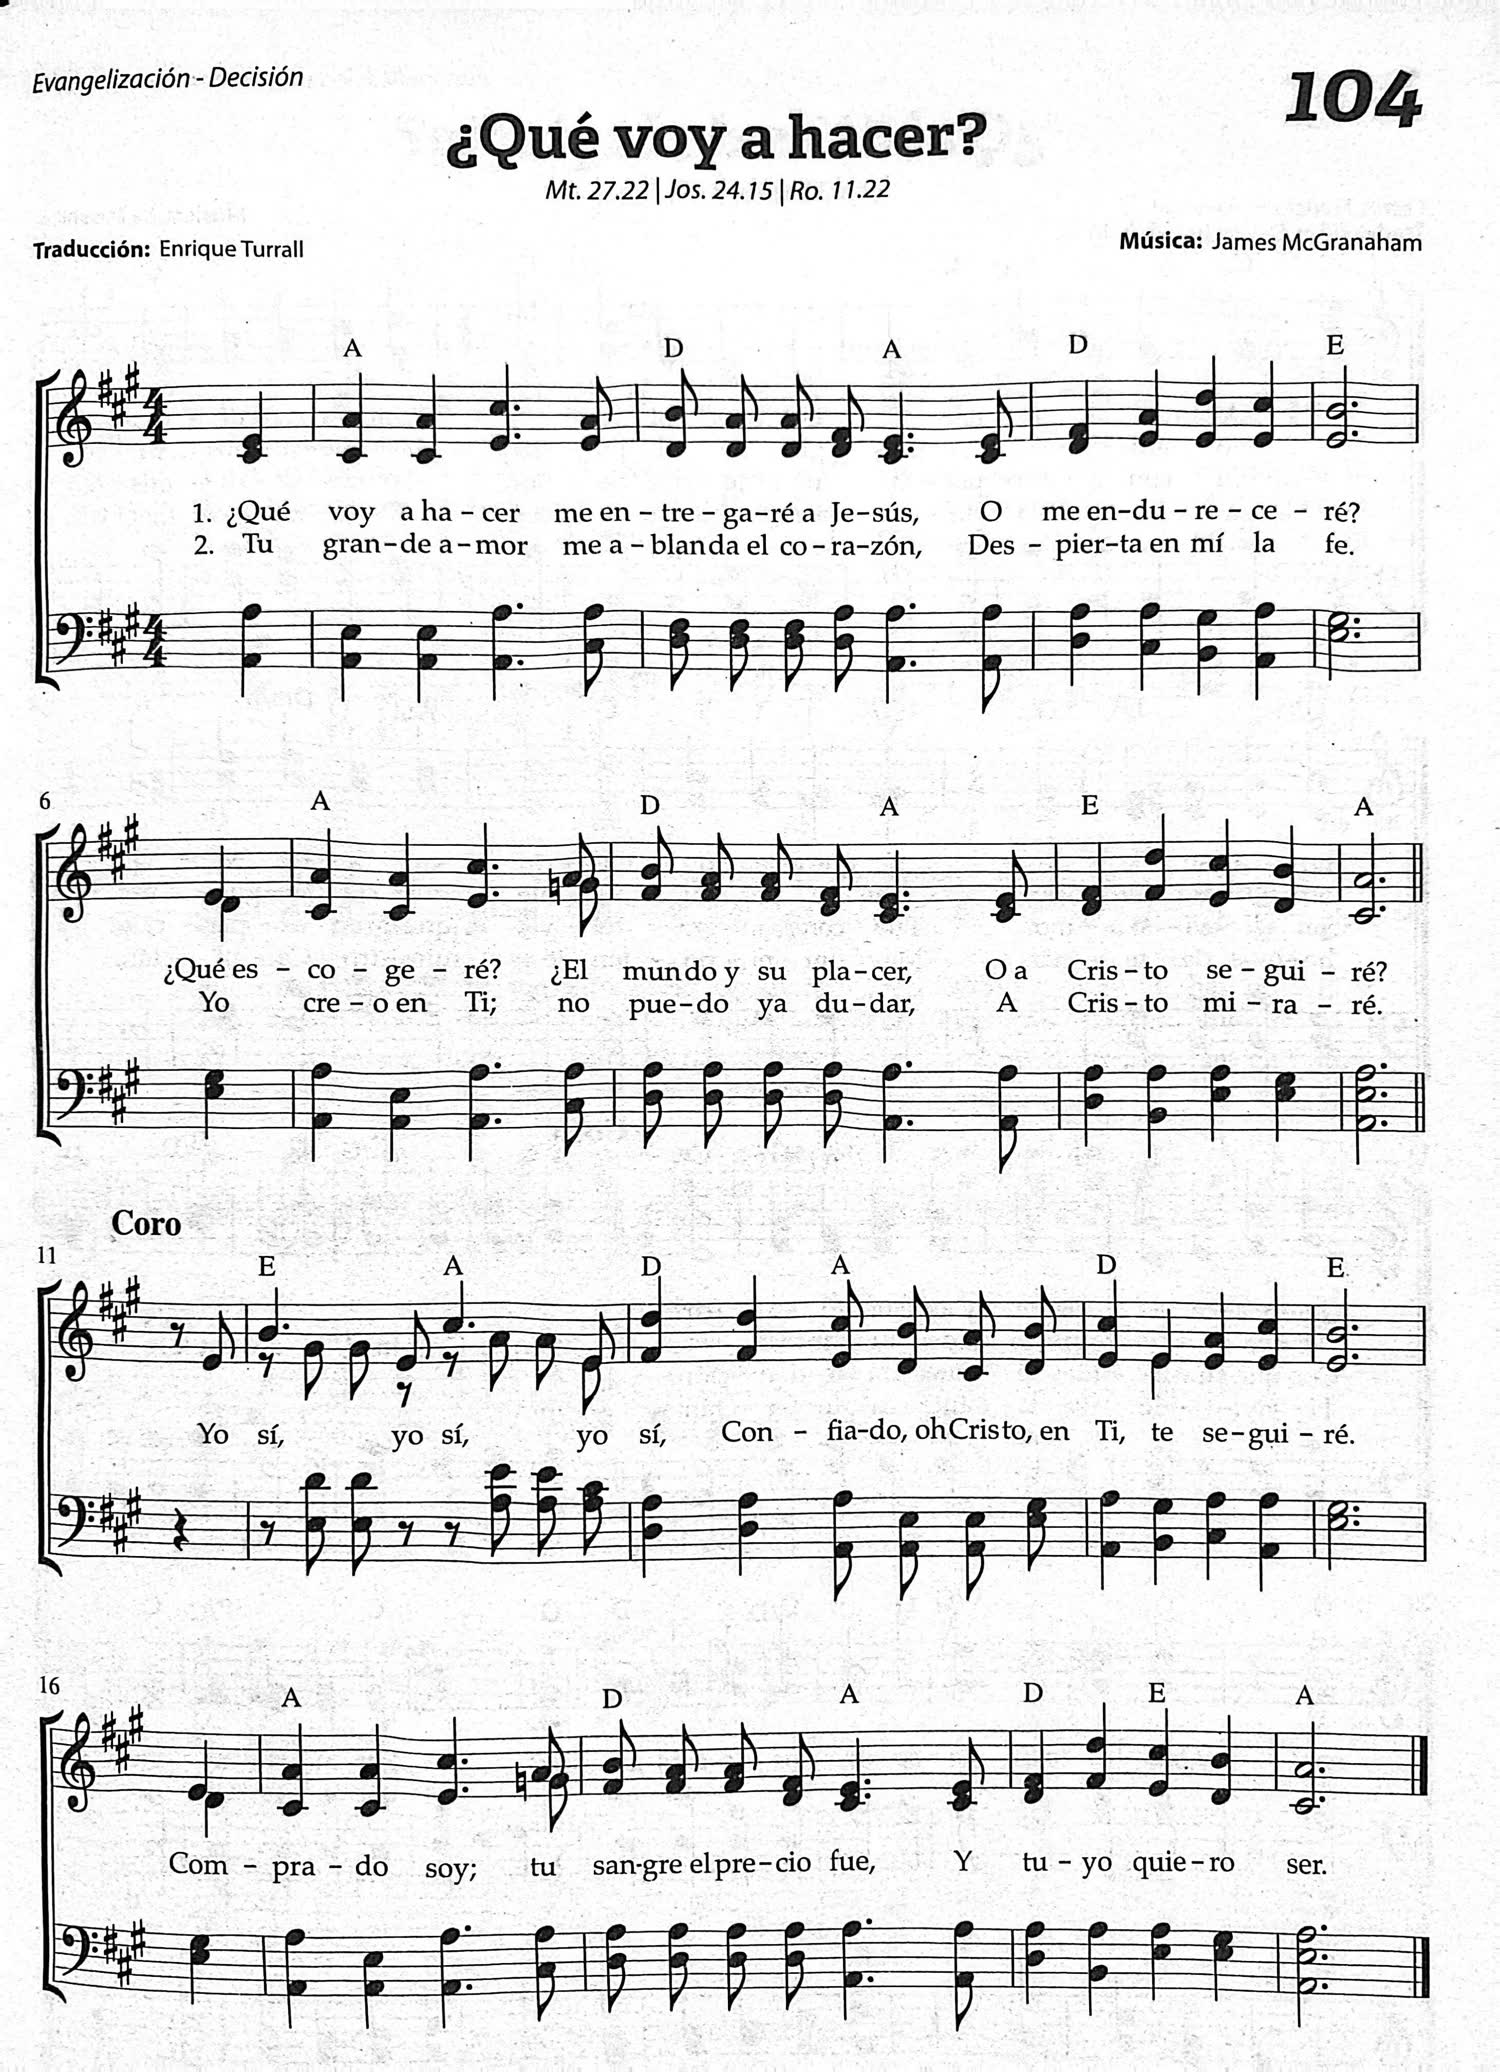 Evangelización - Decisión
104
¿Qué voy a hacer?
Mt. 27.22 | Jos. 24.15 | Ro. 11.22
Traducción: Enrique Turrall
Música: James McGranaham
A D A D E
1. ¿Qué voy a ha - cer me en - tre - ga - ré a Je - sús, O me en - du - re - ce - ré?
2. Tu gran - de a - mor me a - blan da el co - ra - zón, Des - pier - ta en mí la fe.
6
A D A E A
¿Qué es - co - ge - ré? ¿El mun do y su pla - cer, O a Cris - to se - gui - ré?
Yo cre - o en Ti; no pue - do ya du - dar, A Cris - to mi - ra - ré.
Coro
11
E A D A D E
Yo sí, yo sí, yo sí, Con - fia - do, oh Cris to, en Ti, te se - gui - ré.
16
A D A D E A
Com - pra - do soy; tu san - gre el pre - cio fue, Y tu - yo quie - ro ser.